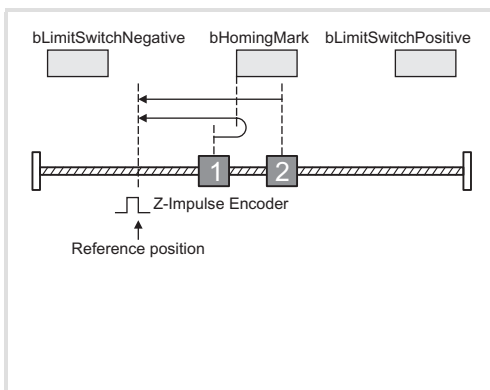 bLimitSwitchNegative bHomingMark bLimitSwitchPositive
1 2
Z-Impulse Encoder
Reference position